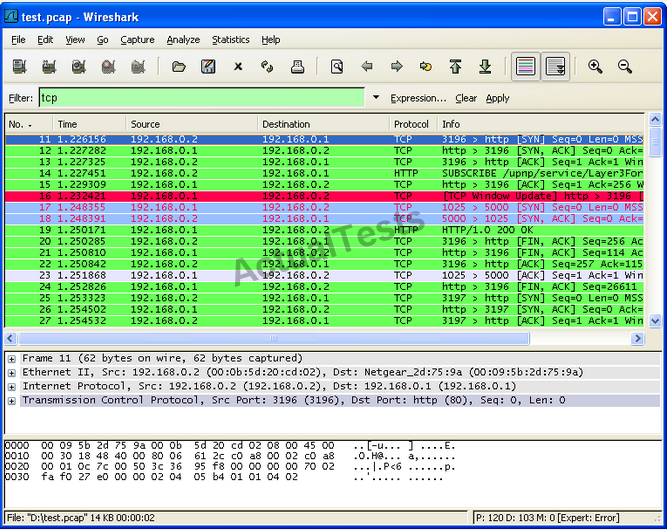 test.pcap - Wireshark
File Edit View Go Capture Analyze Statistics Help
Filter: tcp Expression... Clear Apply
No. . Time Source Destination Protocol Info
11 1.226156 192.168.0.2 192.168.0.1 TCP 3196 > http [SYN] Seq=0 Len=0 MSS
12 1.227282 192.168.0.1 192.168.0.2 TCP http > 3196 [SYN, ACK] Seq=0 Ack=
13 1.227325 192.168.0.2 192.168.0.1 TCP 3196 > http [ACK] Seq=1 Ack=1 Win
14 1.227451 192.168.0.2 192.168.0.1 HTTP SUBSCRIBE /upnp/service/Layer3For
15 1.229309 192.168.0.1 192.168.0.2 TCP http > 3196 [ACK] Seq=1 Ack=256 W
16 1.232421 192.168.0.1 192.168.0.2 TCP [TCP Window Update] http > 3196 [
17 1.248355 192.168.0.1 192.168.0.2 TCP 1025 > 5000 [SYN] Seq=0 Len=0 MS
18 1.248391 192.168.0.2 192.168.0.1 TCP 5000 > 1025 [SYN, ACK] Seq=0 Ack=
19 1.250171 192.168.0.1 192.168.0.2 HTTP HTTP/1.0 200 OK
20 1.250285 192.168.0.2 192.168.0.1 TCP 3196 > http [FIN, ACK] Seq=256 Ac
21 1.250810 192.168.0.1 192.168.0.2 TCP http > 3196 [FIN, ACK] Seq=114 Ac
22 1.250842 192.168.0.2 192.168.0.1 TCP 3196 > http [ACK] Seq=257 Ack=115
23 1.251868 192.168.0.1 192.168.0.2 TCP 1025 > 5000 [ACK] Seq=1 Ack=1 Win
24 1.252826 192.168.0.1 192.168.0.2 TCP http > 3196 [FIN, ACK] Seq=26611
25 1.253323 192.168.0.2 192.168.0.1 TCP 3197 > http [SYN] Seq=0 Len=0 MSS
26 1.254502 192.168.0.1 192.168.0.2 TCP http > 3197 [SYN, ACK] Seq=0 Ack=
27 1.254532 192.168.0.2 192.168.0.1 TCP 3197 > http [ACK] Seq=1 Ack=1 Win
ActualTests
Frame 11 (62 bytes on wire, 62 bytes captured)
Ethernet II, Src: 192.168.0.2 (00:0b:5d:20:cd:02), Dst: Netgear_2d:75:9a (00:09:5b:2d:75:9a)
Internet Protocol, Src: 192.168.0.2 (192.168.0.2), Dst: 192.168.0.1 (192.168.0.1)
Transmission Control Protocol, Src Port: 3196 (3196), Dst Port: http (80), Seq: 0, Len: 0
0000 00 09 5b 2d 75 9a 00 0b 5d 20 cd 02 08 00 45 00 ..[-u... ] ....E.
0010 00 30 18 48 40 00 80 06 61 2c c0 a8 00 02 c0 a8 .0.H@... a,......
0020 00 01 0c 7c 00 50 3c 36 95 f8 00 00 00 00 70 02 ...|.P<6 ......p.
0030 fa f0 27 e0 00 00 02 04 05 b4 01 01 04 02 ..'..... ......
File: "D:\test.pcap" 14 KB 00:00:02 P: 120 D: 103 M: 0 [Expert: Error]